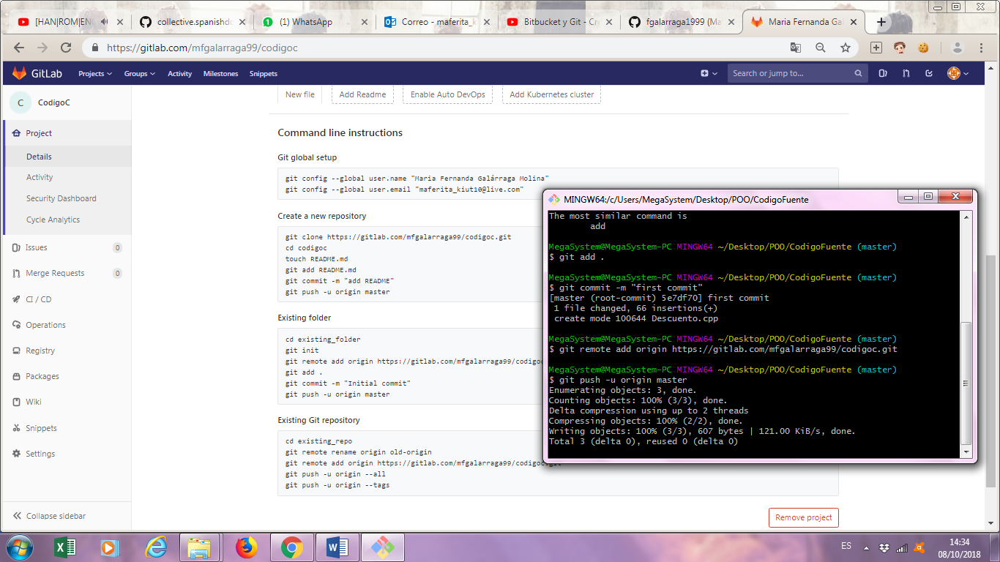 [HAN|ROM|EN
collective.spanishd
(1) WhatsApp
Correo - maferita_k
Bitbucket y Git - Cr
fgalarraga1999 (Ma
Maria Fernanda Gal
https://gitlab.com/mfgalarraga99/codigoc
GitLab
Projects
Groups
Activity
Milestones
Snippets
Search or jump to...
C
CodigoC
Project
Details
Activity
Security Dashboard
Cycle Analytics
Issues 0
Merge Requests 0
CI / CD
Operations
Registry
Packages
Wiki
Snippets
Settings
Collapse sidebar
New file
Add Readme
Enable Auto DevOps
Add Kubernetes cluster
Command line instructions
Git global setup
git config --global user.name "Maria Fernanda Galárraga Molina"
git config --global user.email "maferita_kiut10@live.com"
Create a new repository
git clone https://gitlab.com/mfgalarraga99/codigoc.git
cd codigoc
touch README.md
git add README.md
git commit -m "add README"
git push -u origin master
Existing folder
cd existing_folder
git init
git remote add origin https://gitlab.com/mfgalarraga99/codigoc
git add .
git commit -m "Initial commit"
git push -u origin master
Existing Git repository
cd existing_repo
git remote rename origin old-origin
git remote add origin https://gitlab.com/mfgalarraga99/codigoc.git
git push -u origin --all
git push -u origin --tags
Remove project
MINGW64:/c/Users/MegaSystem/Desktop/POO/CodigoFuente
The most similar command is
add
MegaSystem@MegaSystem-PC MINGW64 ~/Desktop/POO/CodigoFuente (master)
$ git add .
MegaSystem@MegaSystem-PC MINGW64 ~/Desktop/POO/CodigoFuente (master)
$ git commit -m "first commit"
[master (root-commit) 5e7df70] first commit
1 file changed, 66 insertions(+)
create mode 100644 Descuento.cpp
MegaSystem@MegaSystem-PC MINGW64 ~/Desktop/POO/CodigoFuente (master)
$ git remote add origin https://gitlab.com/mfgalarraga99/codigoc.git
MegaSystem@MegaSystem-PC MINGW64 ~/Desktop/POO/CodigoFuente (master)
$ git push -u origin master
Enumerating objects: 3, done.
Counting objects: 100% (3/3), done.
Delta compression using up to 2 threads
Compressing objects: 100% (2/2), done.
Writing objects: 100% (3/3), 607 bytes | 121.00 KiB/s, done.
Total 3 (delta 0), reused 0 (delta 0)
ES
14:34
08/10/2018